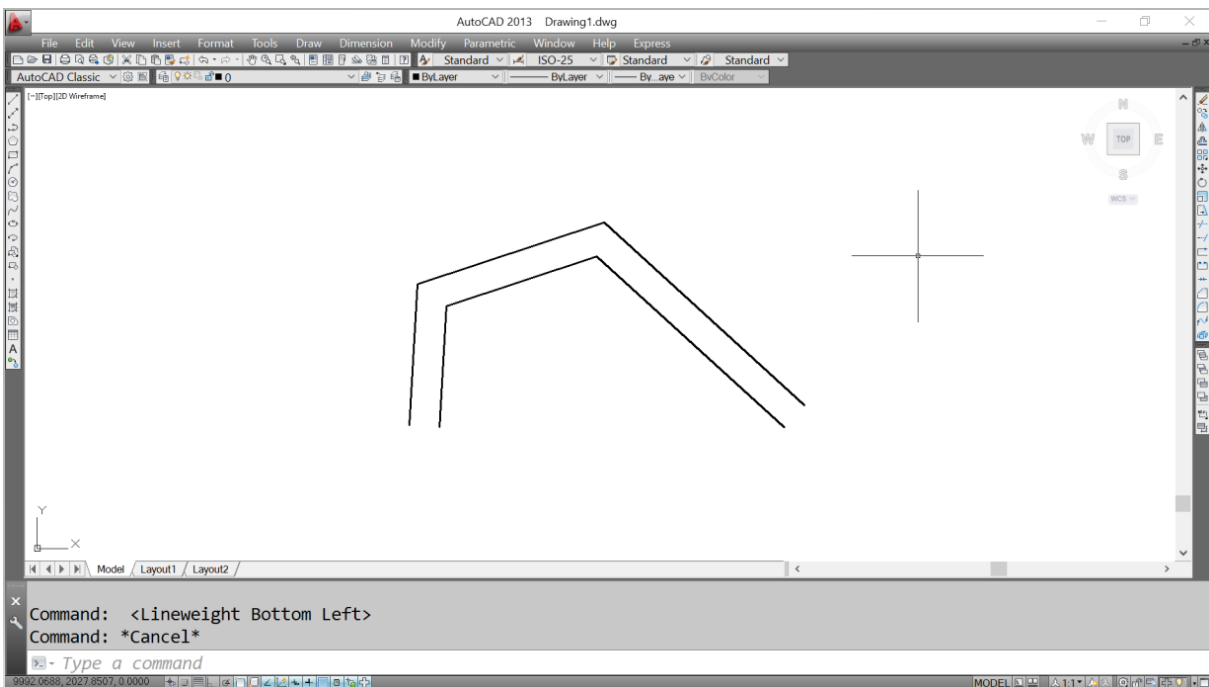 AutoCAD 2013 Drawing1.dwg
File Edit View Insert Format Tools Draw Dimension Modify Parametric Window Help Express
Standard ISO-25 Standard Standard
AutoCAD Classic 0 ByLayer ByLayer By...aye ByColor
[-][Top][2D Wireframe]
N
W TOP E
S
WCS
A
Y
X
Model Layout1 Layout2
Command: <Lineweight Bottom Left>
Command: *Cancel*
Type a command
9992.0688, 2027.8507, 0.0000 MODEL 1:1